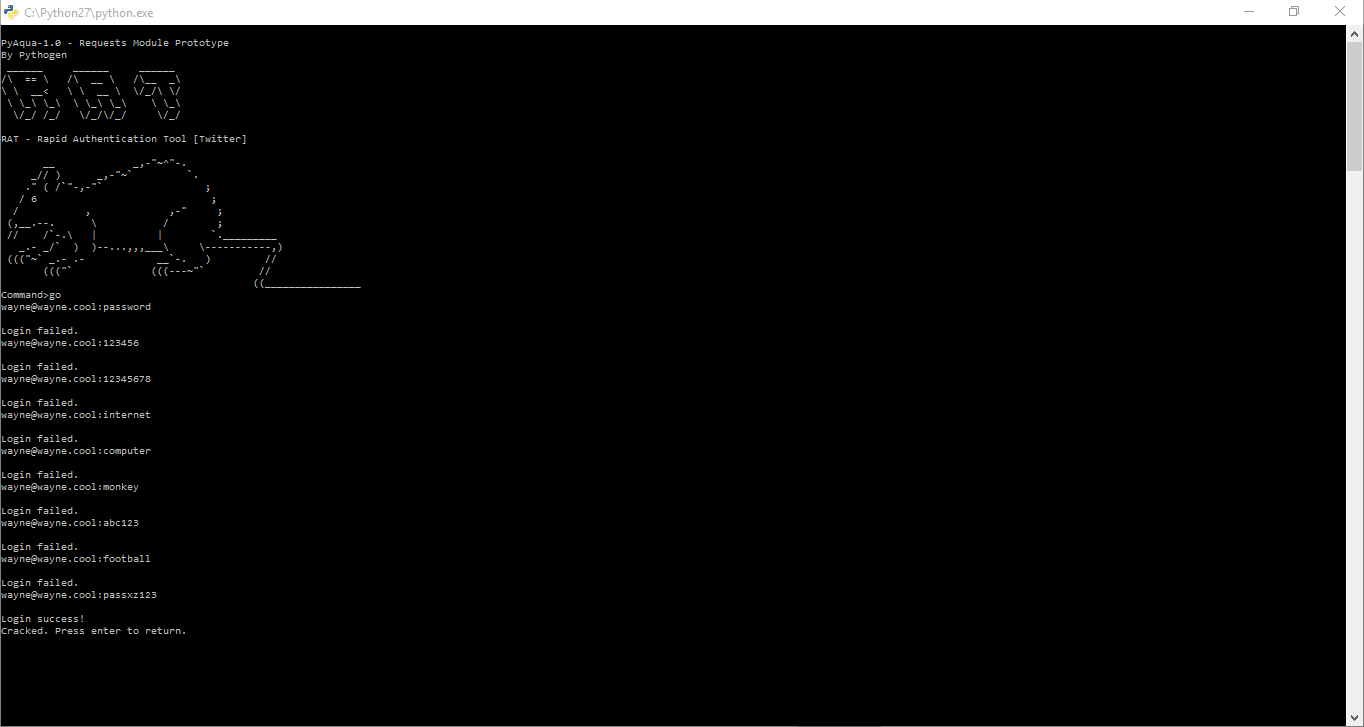 C:\Python27\python.exe
PyAqua-1.0 - Requests Module Prototype
By Pythogen
RAT - Rapid Authentication Tool [Twitter]
Command>go
wayne@wayne.cool:password
Login failed.
wayne@wayne.cool:123456
Login failed.
wayne@wayne.cool:12345678
Login failed.
wayne@wayne.cool:internet
Login failed.
wayne@wayne.cool:computer
Login failed.
wayne@wayne.cool:monkey
Login failed.
wayne@wayne.cool:abc123
Login failed.
wayne@wayne.cool:football
Login failed.
wayne@wayne.cool:passxz123
Login success!
Cracked. Press enter to return.